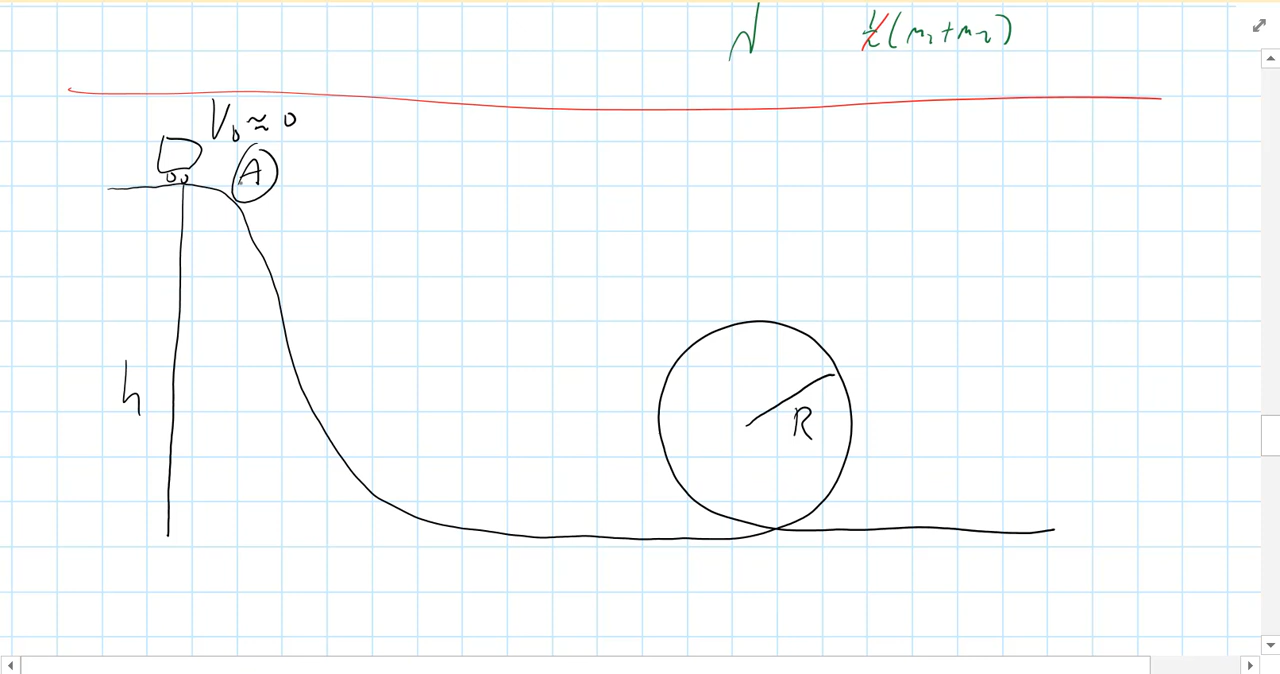 ½(m₁+m₂)
V₀ ≈ 0
A
h
R